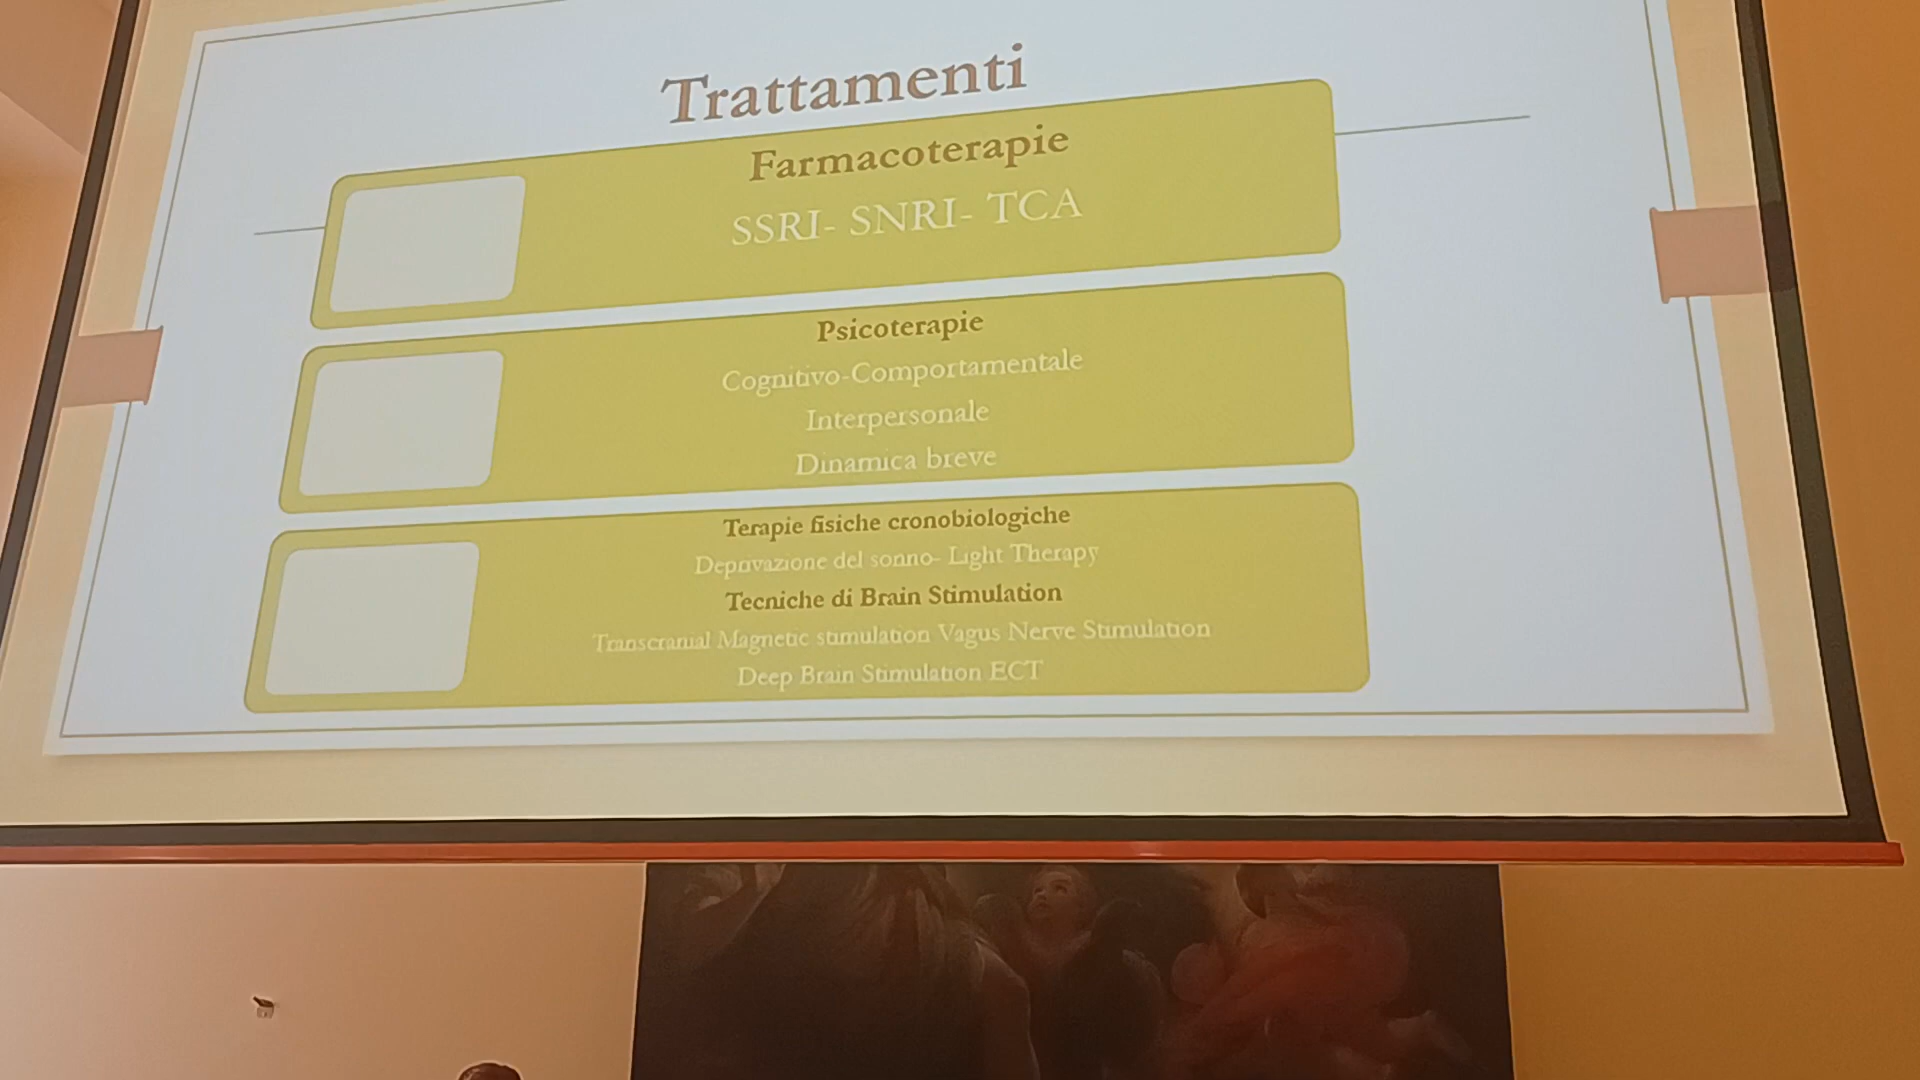 Trattamenti
Farmacoterapie
SSRI- SNRI- TCA
Psicoterapie
Cognitivo-Comportamentale
Interpersonale
Dinamica breve
Terapie fisiche cronobiologiche
Deprivazione del sonno- Light Therapy
Tecniche di Brain Stimulation
Transcranial Magnetic stimulation Vagus Nerve Stimulation
Deep Brain Stimulation ECT